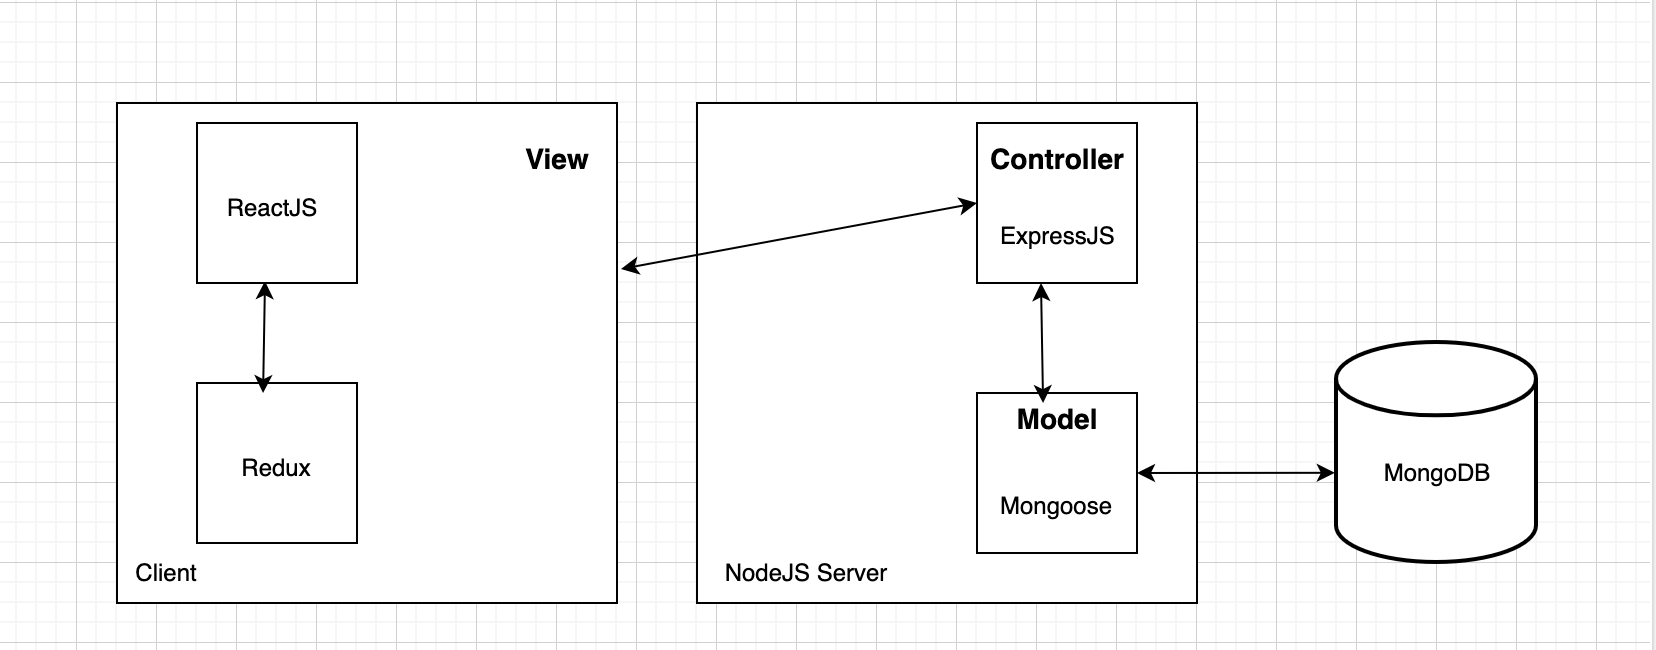 View
ReactJS
Redux
Client
Controller
ExpressJS
Model
Mongoose
NodeJS Server
MongoDB